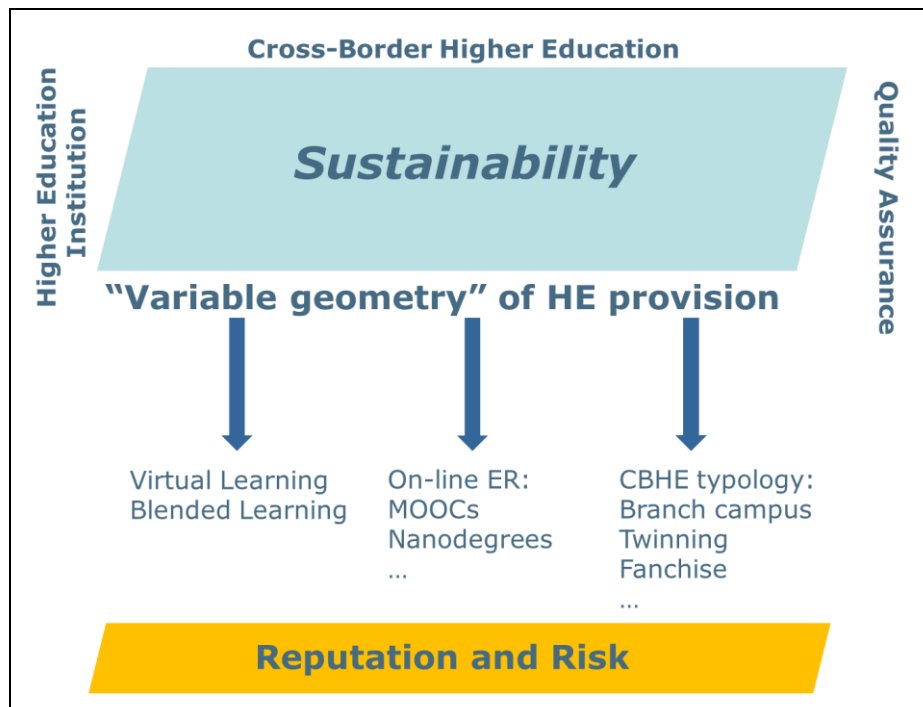 Cross-Border Higher Education
Higher Education
Institution
Sustainability
Quality Assurance
“Variable geometry” of HE provision
Virtual Learning
Blended Learning
On-line ER:
MOOCs
Nanodegrees
…
CBHE typology:
Branch campus
Twinning
Fanchise
…
Reputation and Risk